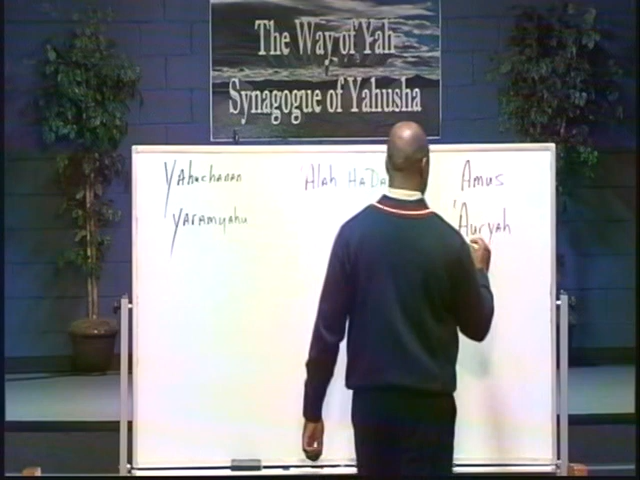 The Way of Yah
Synagogue of Yahusha
Yahuchanan 'Alah HaDa Amus
Yaramyahu 'Auryah